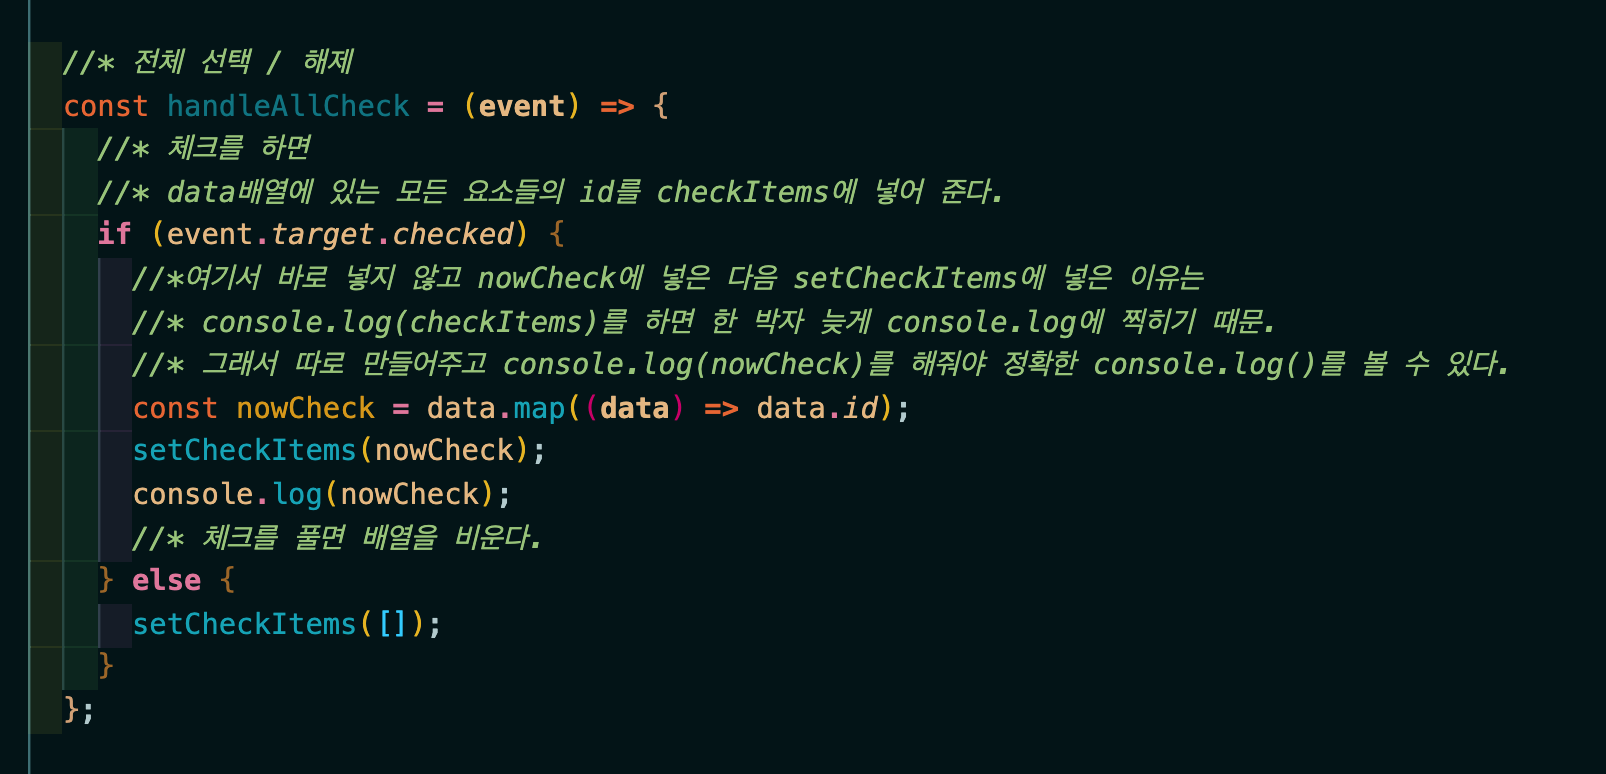 //* 전체 선택 / 해제
const handleAllCheck = (event) => {
//* 체크를 하면
//* data배열에 있는 모든 요소들의 id를 checkItems에 넣어 준다.
if (event.target.checked) {
//*여기서 바로 넣지 않고 nowCheck에 넣은 다음 setCheckItems에 넣은 이유는
//* console.log(checkItems)를 하면 한 박자 늦게 console.log에 찍히기 때문.
//* 그래서 따로 만들어주고 console.log(nowCheck)를 해줘야 정확한 console.log()를 볼 수 있다.
const nowCheck = data.map((data) => data.id);
setCheckItems(nowCheck);
console.log(nowCheck);
//* 체크를 풀면 배열을 비운다.
} else {
setCheckItems([]);
}
};